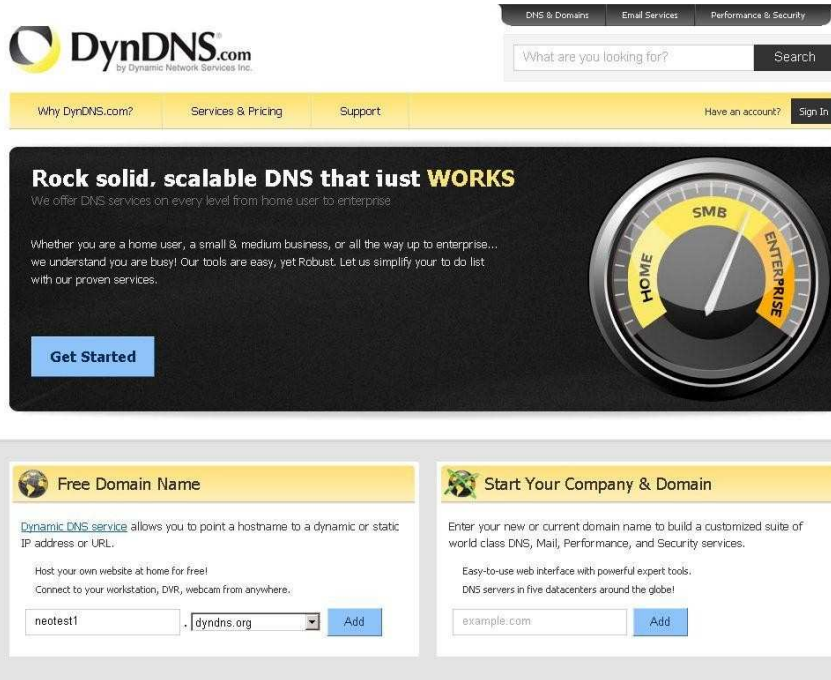 DNS & Domains Email Services Performance & Security
DynDNS.com
by Dynamic Network Services Inc.
What are you looking for? Search
Why DynDNS.com? Services & Pricing Support Have an account? Sign In
Rock solid, scalable DNS that just WORKS
We offer DNS services on every level from home user to enterprise
Whether you are a home user, a small & medium business, or all the way up to enterprise...
we understand you are busy! Our tools are easy, yet Robust. Let us simplify your to do list
with our proven services.
Get Started
HOME
SMB
ENTERPRISE
Free Domain Name
Dynamic DNS service allows you to point a hostname to a dynamic or static
IP address or URL.
Host your own website at home for free!
Connect to your workstation, DVR, webcam from anywhere.
neotest1 . dyndns.org Add
Start Your Company & Domain
Enter your new or current domain name to build a customized suite of
world class DNS, Mail, Performance, and Security services.
Easy-to-use web interface with powerful expert tools.
DNS servers in five datacenters around the globe!
example.com Add